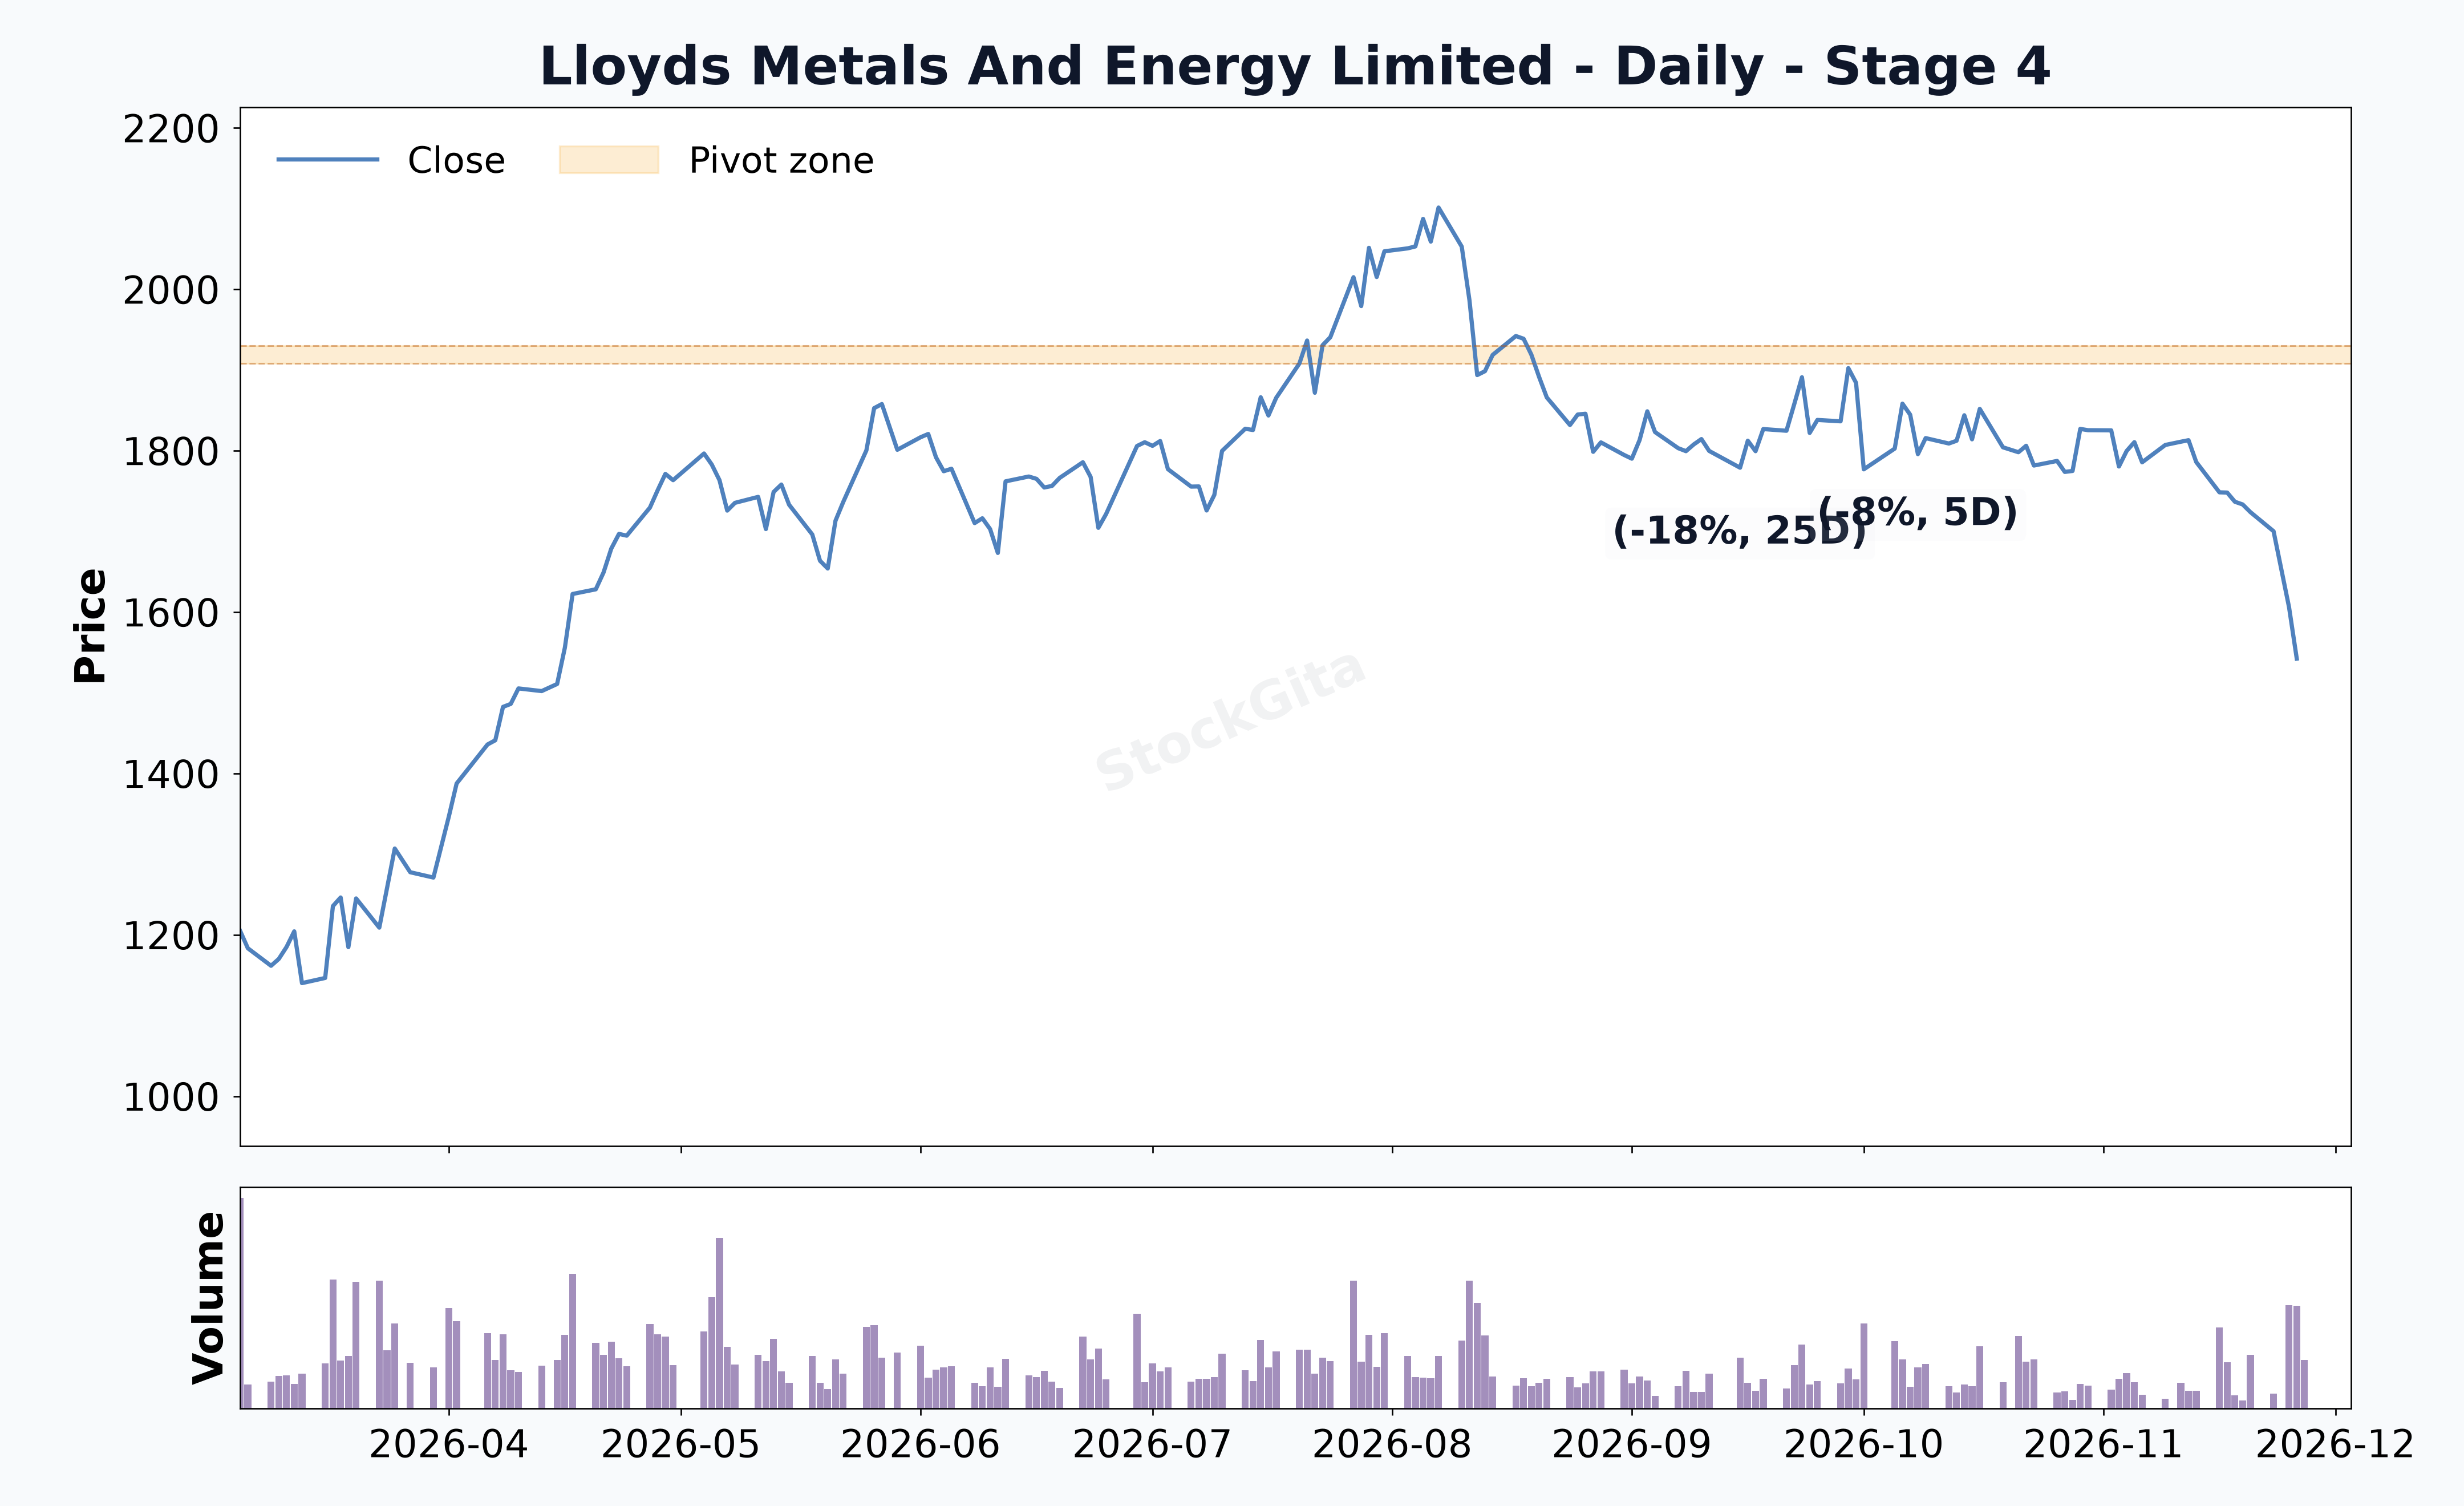 Lloyds Metals And Energy Limited - Daily - Stage 4
Close
Pivot zone
2200
2000
1800
1600
1400
1200
1000
Price
(-18%, 25D)
(-8%, 5D)
StockGita
Volume
2026-04
2026-05
2026-06
2026-07
2026-08
2026-09
2026-10
2026-11
2026-12